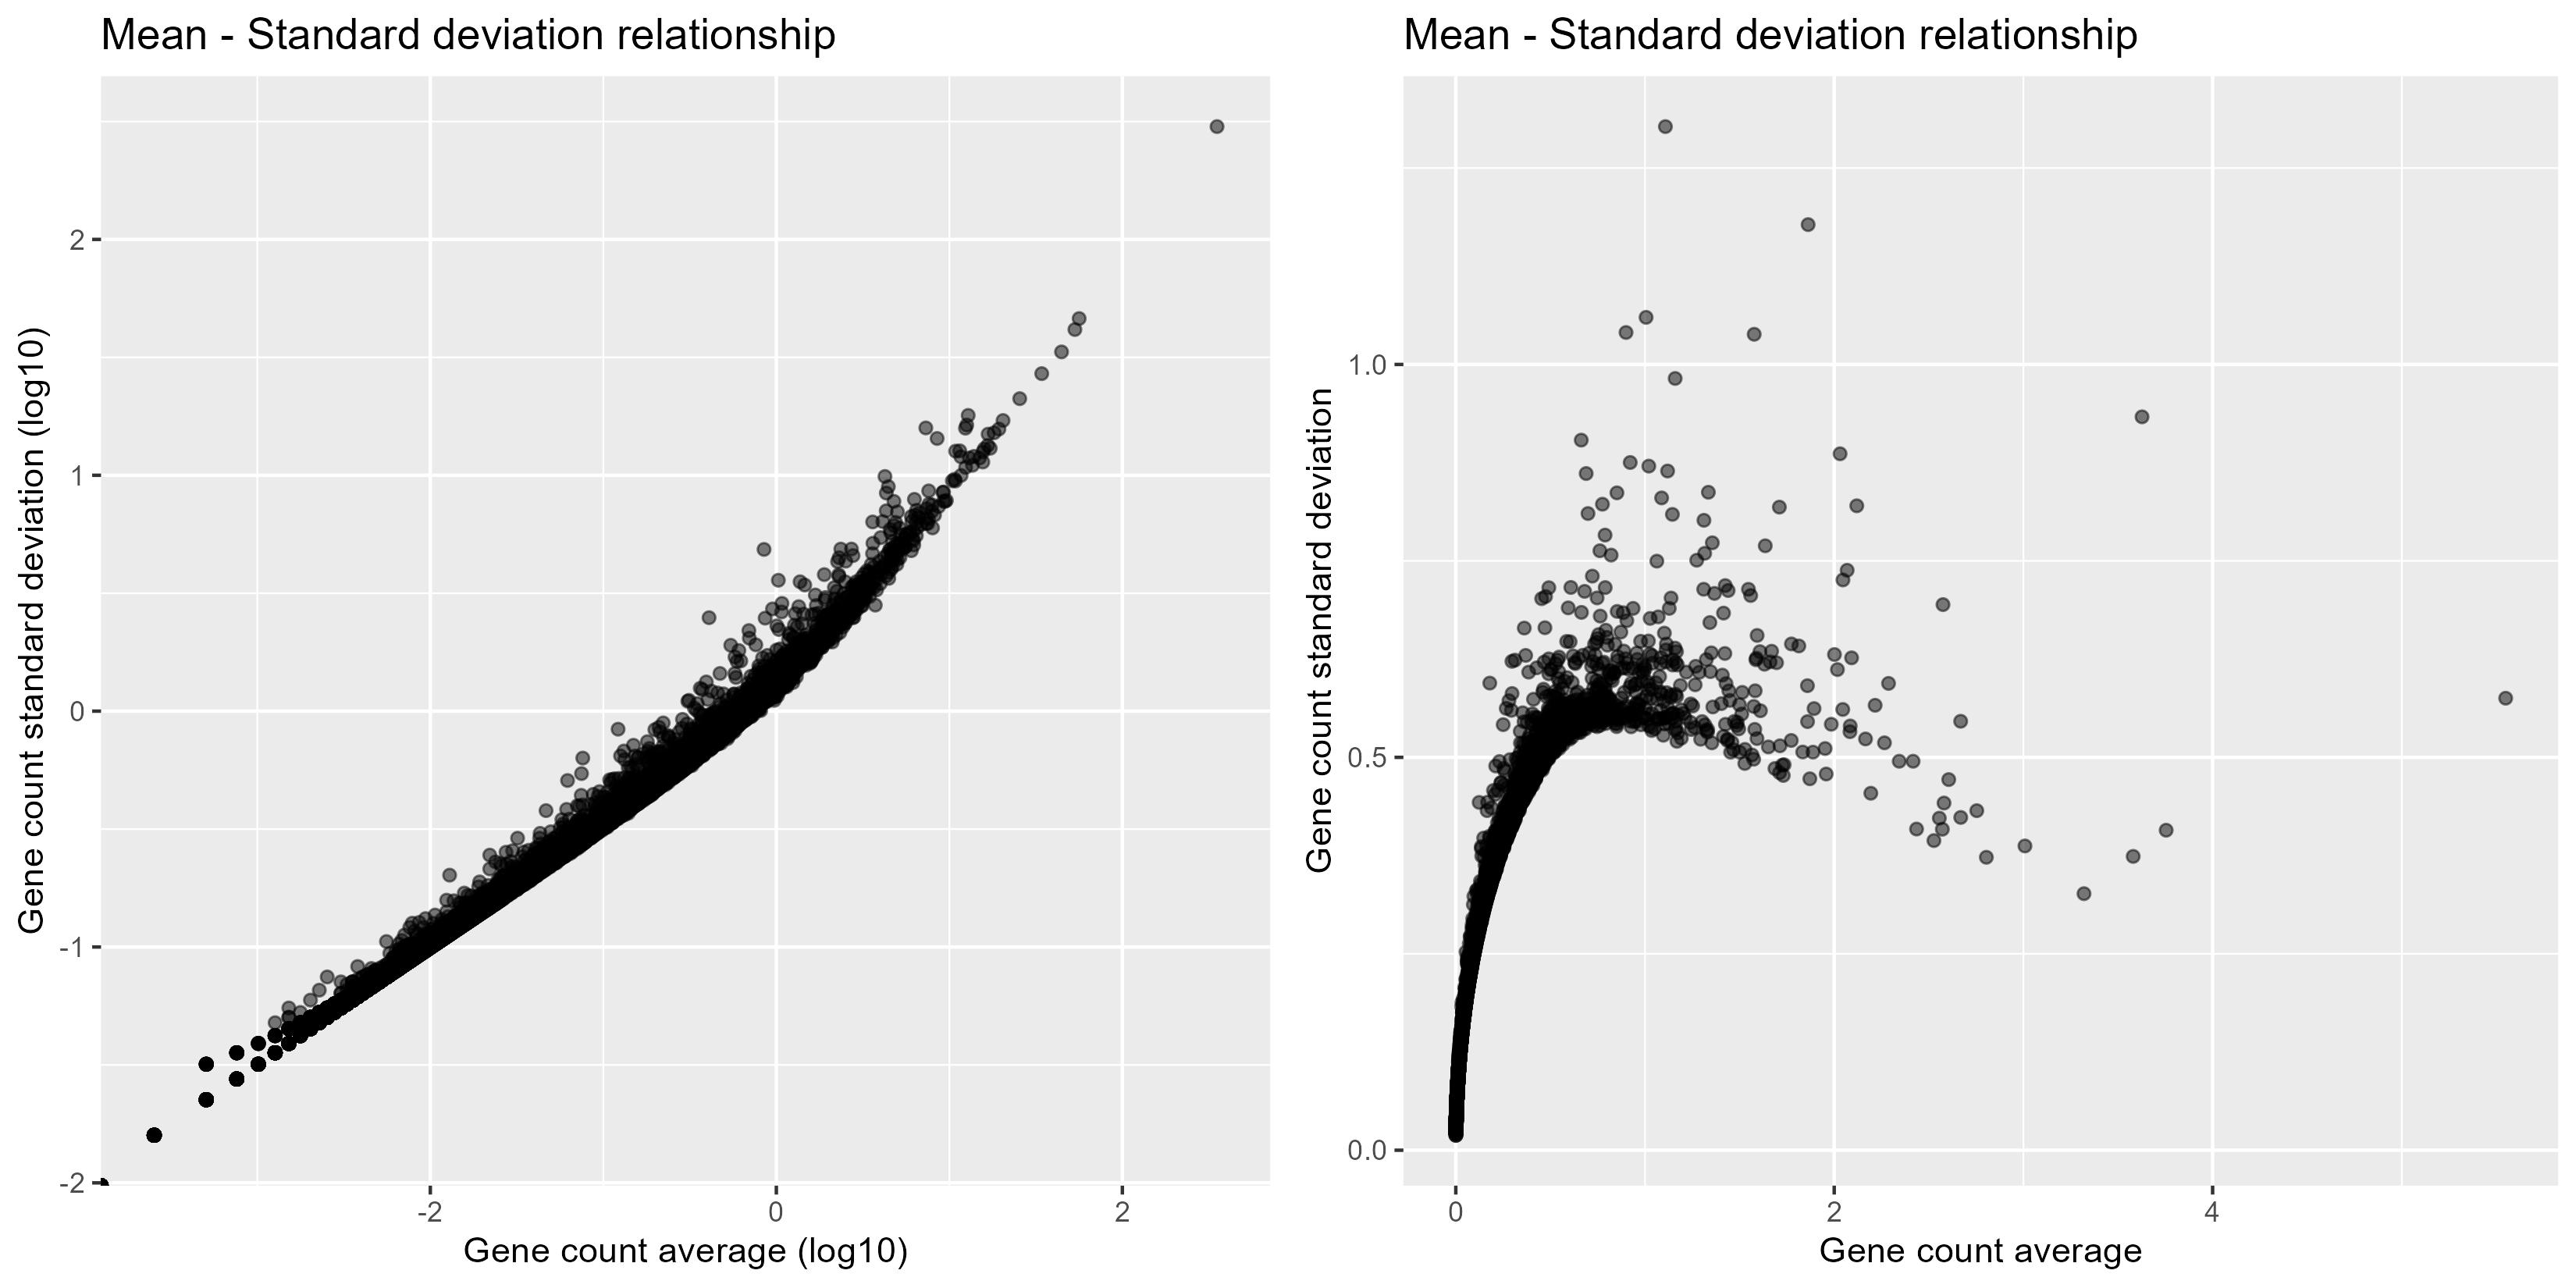 Mean - Standard deviation relationship
Gene count standard deviation (log10)
2
1
0
-1
-2
-2
0
2
Gene count average (log10)
Mean - Standard deviation relationship
Gene count standard deviation
1.0
0.5
0.0
0
2
4
Gene count average